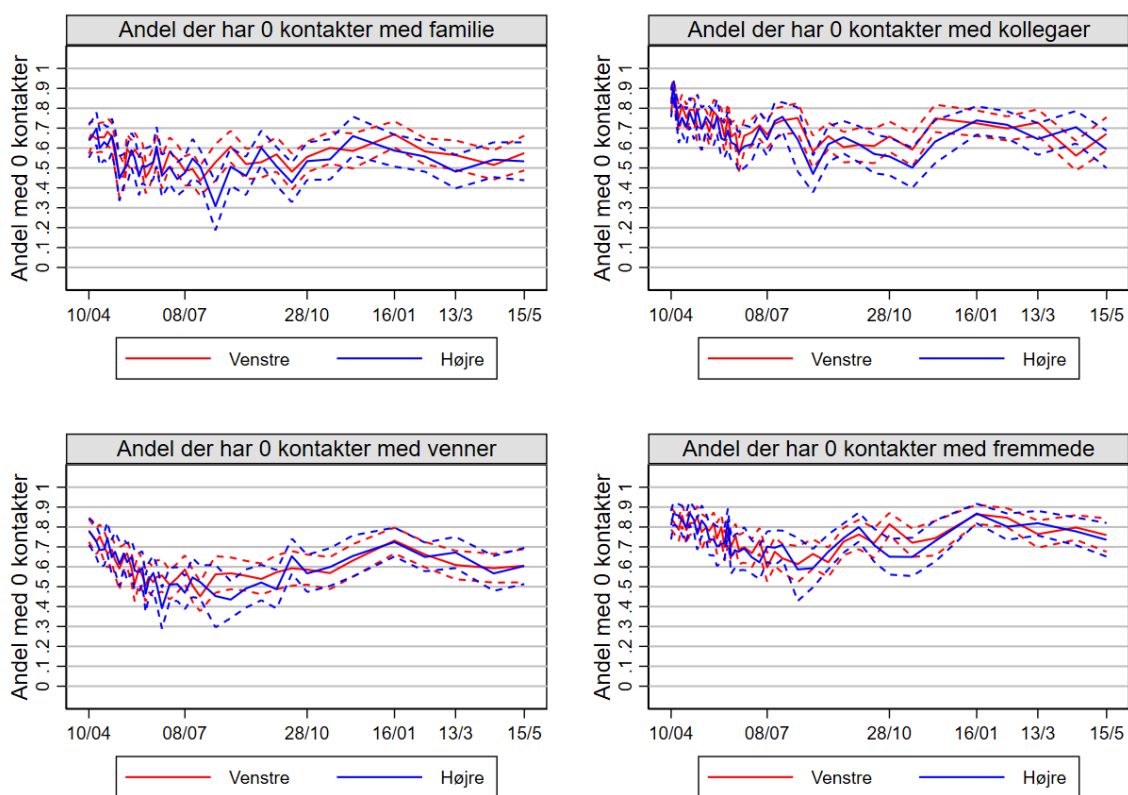 Andel der har 0 kontakter med familie
Andel med 0 kontakter
0 .1 .2 .3 .4 .5 .6 .7 .8 .9 1
10/04 08/07 28/10 16/01 13/3 15/5
Venstre Højre
Andel der har 0 kontakter med kollegaer
Andel med 0 kontakter
0 .1 .2 .3 .4 .5 .6 .7 .8 .9 1
10/04 08/07 28/10 16/01 13/3 15/5
Venstre Højre
Andel der har 0 kontakter med venner
Andel med 0 kontakter
0 .1 .2 .3 .4 .5 .6 .7 .8 .9 1
10/04 08/07 28/10 16/01 13/3 15/5
Venstre Højre
Andel der har 0 kontakter med fremmede
Andel med 0 kontakter
0 .1 .2 .3 .4 .5 .6 .7 .8 .9 1
10/04 08/07 28/10 16/01 13/3 15/5
Venstre Højre